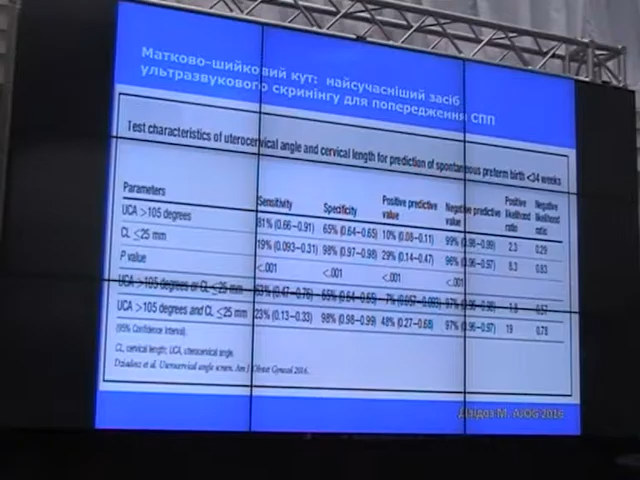 Матково-шийковий кут: найсучасніший засіб
ультразвукового скринінгу для попередження СПП
Test characteristics of uterocervical angle and cervical length for prediction of spontaneous preterm birth <34 weeks
Parameters Sensitivity Specificity Positive predictive value Negative predictive value Positive likelihood ratio Negative likelihood ratio
UCA >105 degrees 81% (0.66–0.91) 65% (0.64–0.65) 10% (0.08–0.11) 99% (0.98–0.99) 2.3 0.29
CL ≤25 mm 19% (0.093–0.31) 98% (0.97–0.98) 29% (0.14–0.47) 96% (0.96–0.97) 8.3 0.83
P value <.001 <.001 <.001 <.001
UCA >105 degrees or CL ≤25 mm
UCA >105 degrees and CL ≤25 mm 23% (0.13–0.33) 98% (0.98–0.99) 48% (0.27–0.68) 97% (0.96–0.97) 19 0.78
(95% Confidence Interval).
CL, cervical length; UCA, uterocervical angle.
Dziadosz et al. Uterocervical angle screen. Am J Obstet Gynecol 2016.
Дзідоз М. AJOG 2016